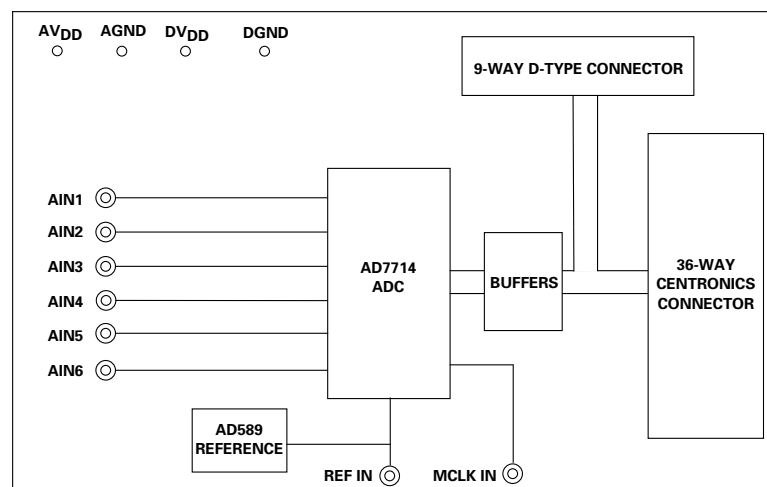 AVDD AGND DVDD DGND
9-WAY D-TYPE CONNECTOR
AIN1
AIN2
AIN3
AIN4
AIN5
AIN6
AD7714
ADC
BUFFERS
36-WAY
CENTRONICS
CONNECTOR
AD589
REFERENCE
REF IN
MCLK IN